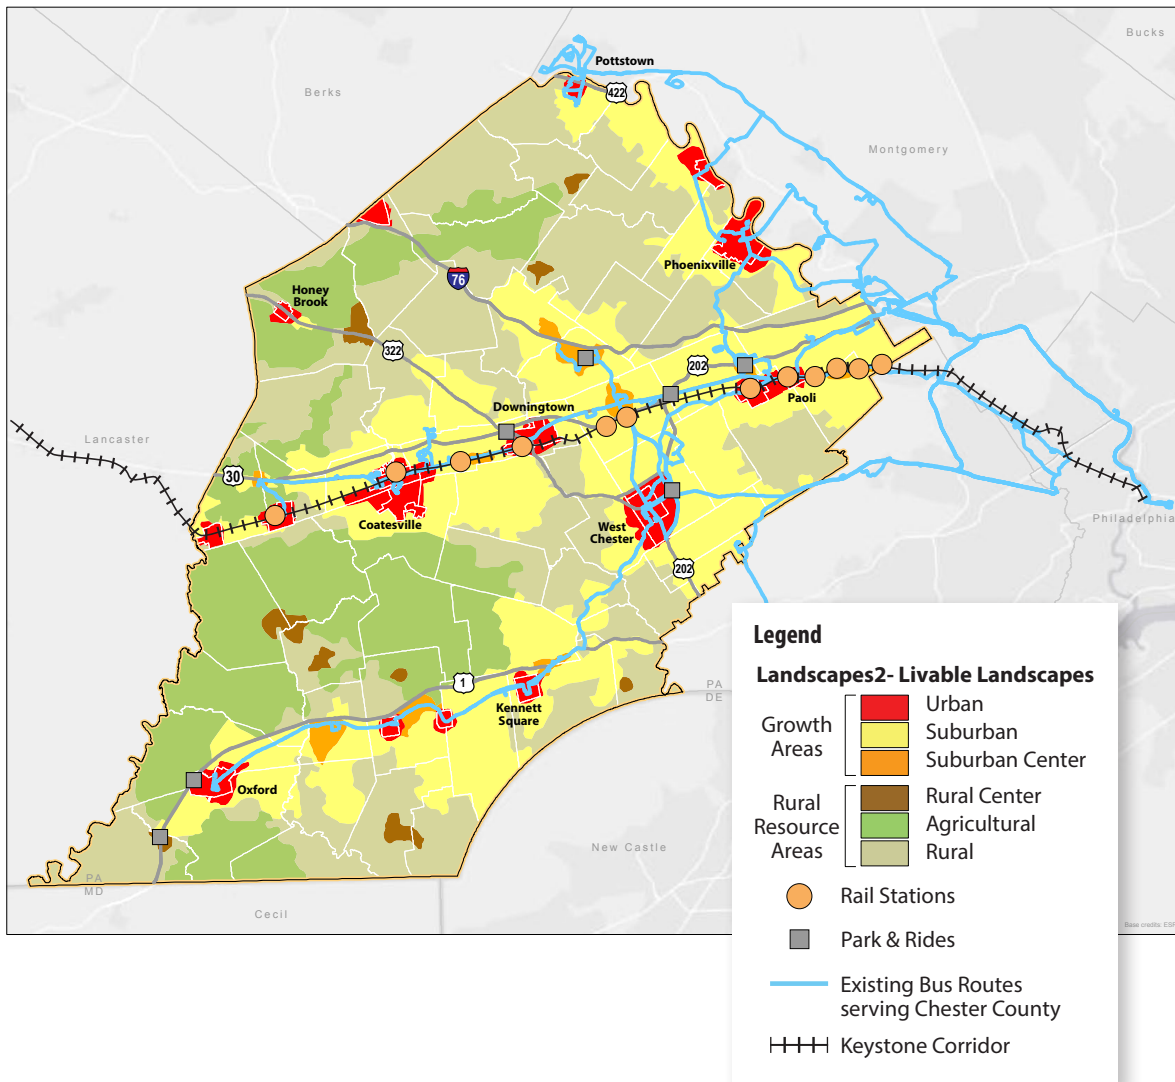 Bucks
Pottstown
Berks
422
Montgomery
Phoenixville
76
Honey
Brook
322
202
Downingtown
Paoli
Lancaster
30
Coatesville
West
Chester
Philadelphia
202
1
Kennett
Square
PA
DE
Oxford
New Castle
PA
MD
Cecil
Base credits: ESR
Legend
Landscapes2- Livable Landscapes
Growth
Areas
Urban
Suburban
Suburban Center
Rural
Resource
Areas
Rural Center
Agricultural
Rural
Rail Stations
Park & Rides
Existing Bus Routes
serving Chester County
Keystone Corridor